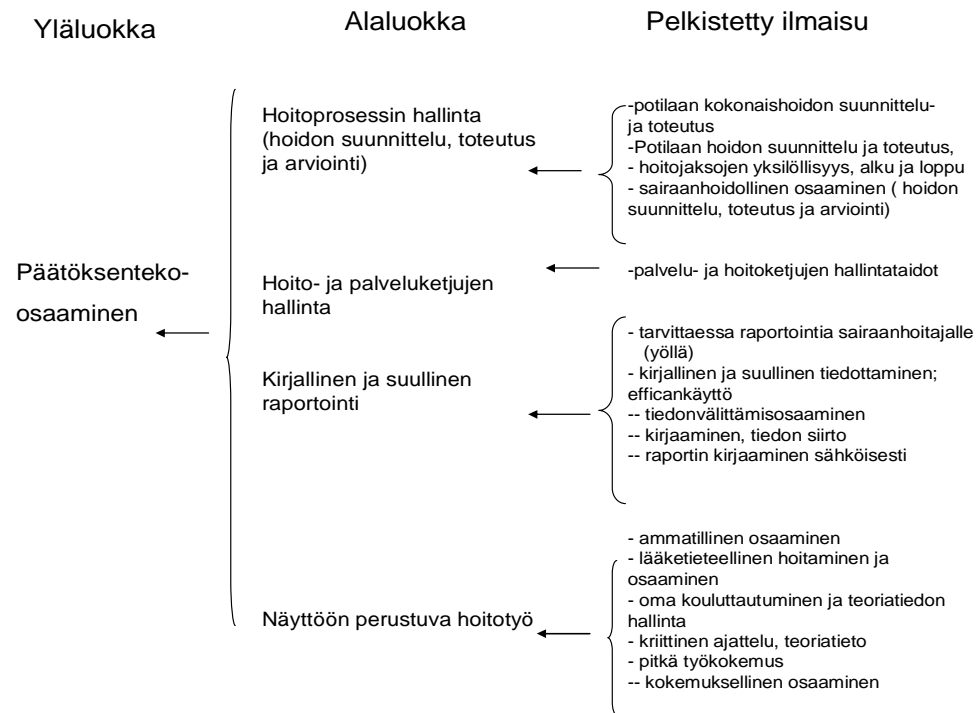 Yläluokka
Alaluokka
Pelkistetty ilmaisu
Päätöksenteko-
osaaminen
Hoitoprosessin hallinta
(hoidon suunnittelu, toteutus
ja arviointi)
-potilaan kokonaishoidon suunnittelu-
ja toteutus
-Potilaan hoidon suunnittelu ja toteutus,
- hoitojaksojen yksilöllisyys, alku ja loppu
- sairaanhoidollinen osaaminen ( hoidon
suunnittelu, toteutus ja arviointi)
Hoito- ja palveluketjujen
hallinta
-palvelu- ja hoitoketjujen hallintataidot
Kirjallinen ja suullinen
raportointi
- tarvittaessa raportointia sairaanhoitajalle
(yöllä)
- kirjallinen ja suullinen tiedottaminen;
efficankäyttö
-- tiedonvälittämisosaaminen
-- kirjaaminen, tiedon siirto
-- raportin kirjaaminen sähköisesti
Näyttöön perustuva hoitotyö
- ammatillinen osaaminen
- lääketieteellinen hoitaminen ja
osaaminen
- oma kouluttautuminen ja teoriatiedon
hallinta
- kriittinen ajattelu, teoriatieto
- pitkä työkokemus
-- kokemuksellinen osaaminen